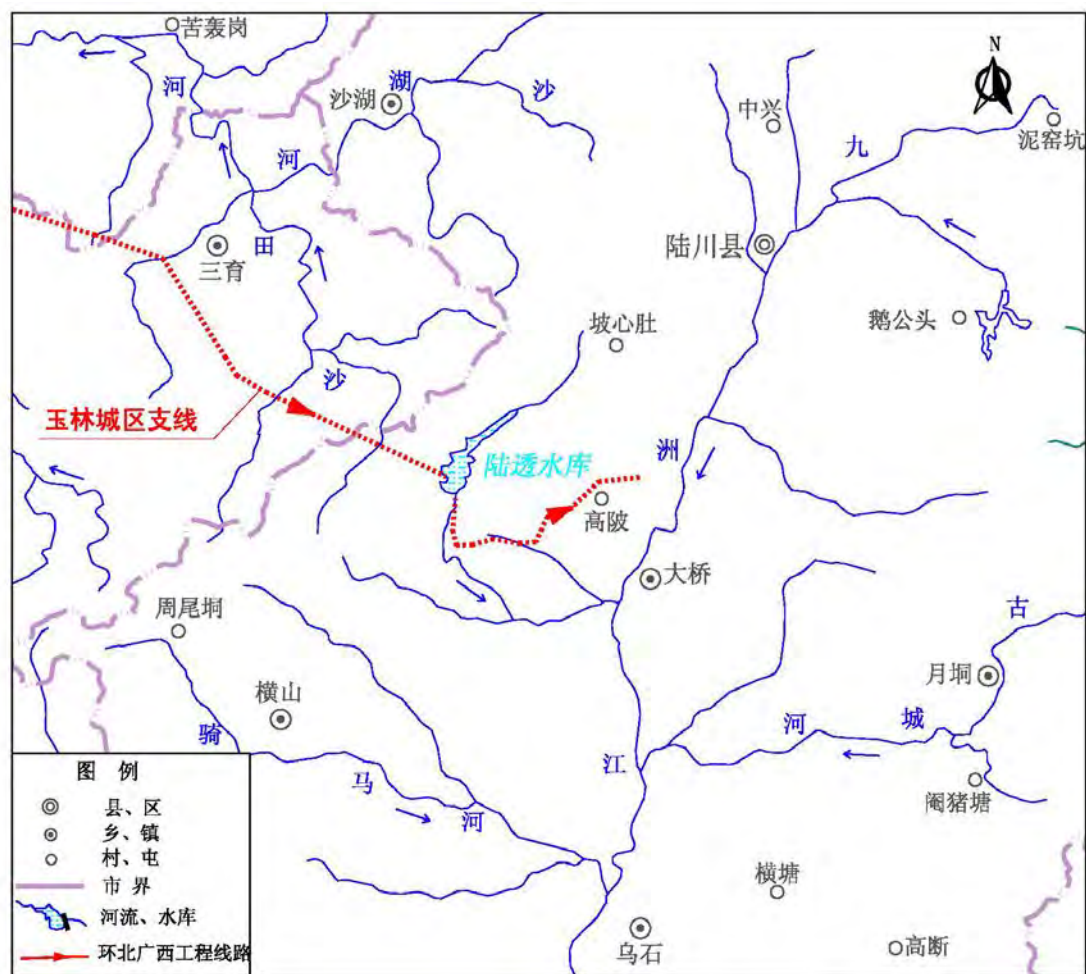 苦轰岗
N
河
沙湖
湖
沙
中兴
九
泥窑坑
河
田
三育
陆川县
鹅公头
坡心肚
沙
玉林城区支线
洲
陆透水库
高陂
大桥
周尾垌
古
月垌
横山
骑
河
城
江
马
河
阉猪塘
横塘
乌石
高断
图 例
县、区
乡、镇
村、屯
市 界
河流、水库
环北广西工程线路